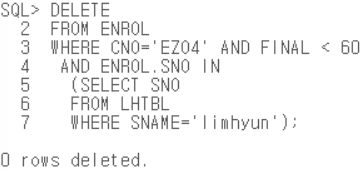 SQL> DELETE
2 FROM ENROL
3 WHERE CNO='EZ04' AND FINAL < 60
4 AND ENROL.SNO IN
5 (SELECT SNO
6 FROM LHTBL
7 WHERE SNAME='limhyun');
0 rows deleted.